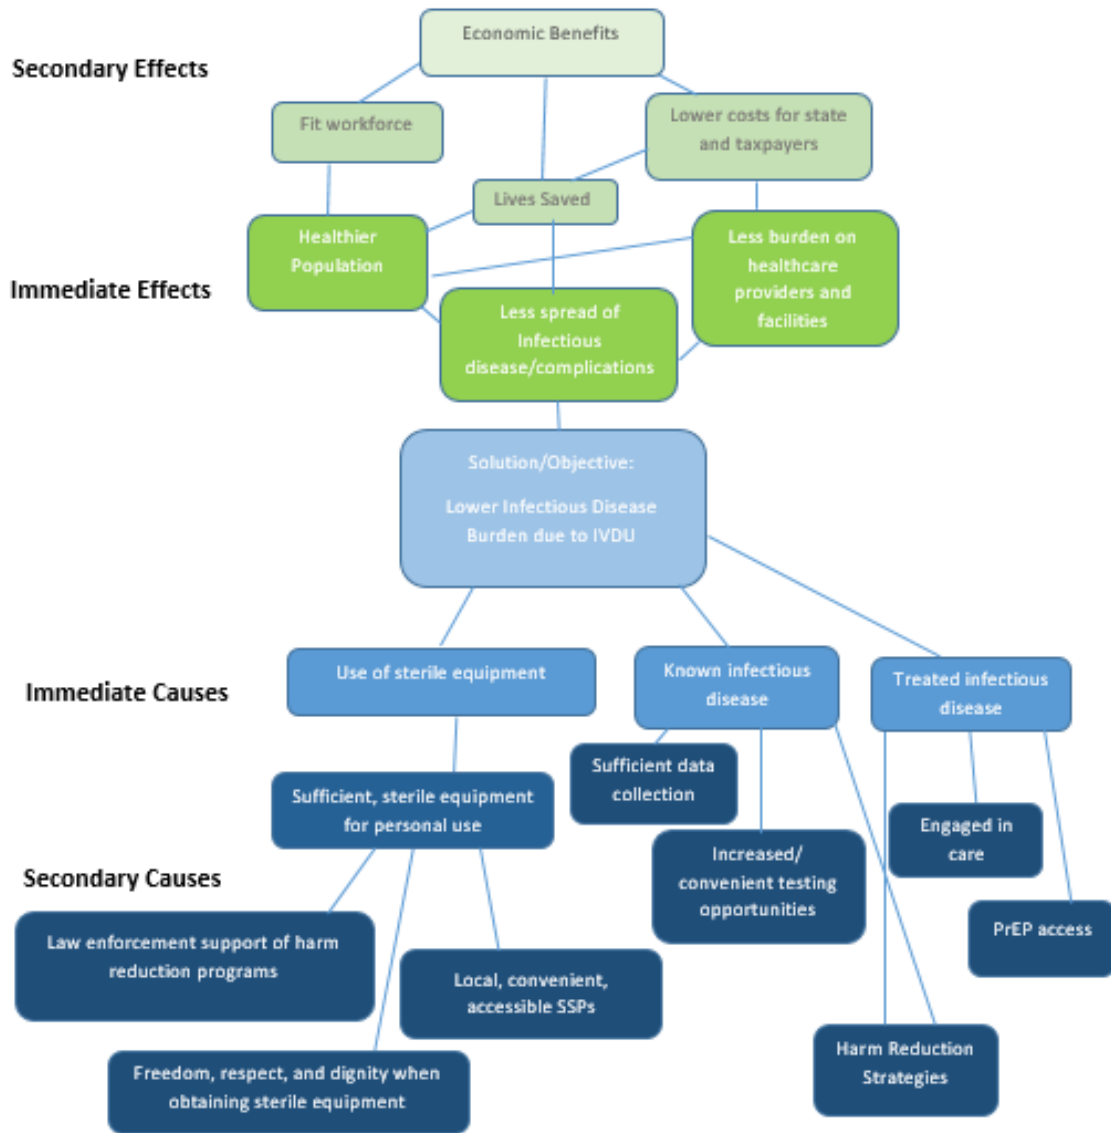 Economic Benefits
Secondary Effects
Fit workforce
Lower costs for state
and taxpayers
Lives Saved
Healthier
Population
Less burden on
healthcare
providers and
facilities
Immediate Effects
Less spread of
Infectious
disease/complications
Solution/Objective:
Lower Infectious Disease
Burden due to IVDU
Immediate Causes
Use of sterile equipment
Known infectious
disease
Treated infectious
disease
Sufficient, sterile equipment
for personal use
Sufficient data
collection
Engaged in
care
Secondary Causes
Increased/
convenient testing
opportunities
PrEP access
Law enforcement support of harm
reduction programs
Local, convenient,
accessible SSPs
Harm Reduction
Strategies
Freedom, respect, and dignity when
obtaining sterile equipment